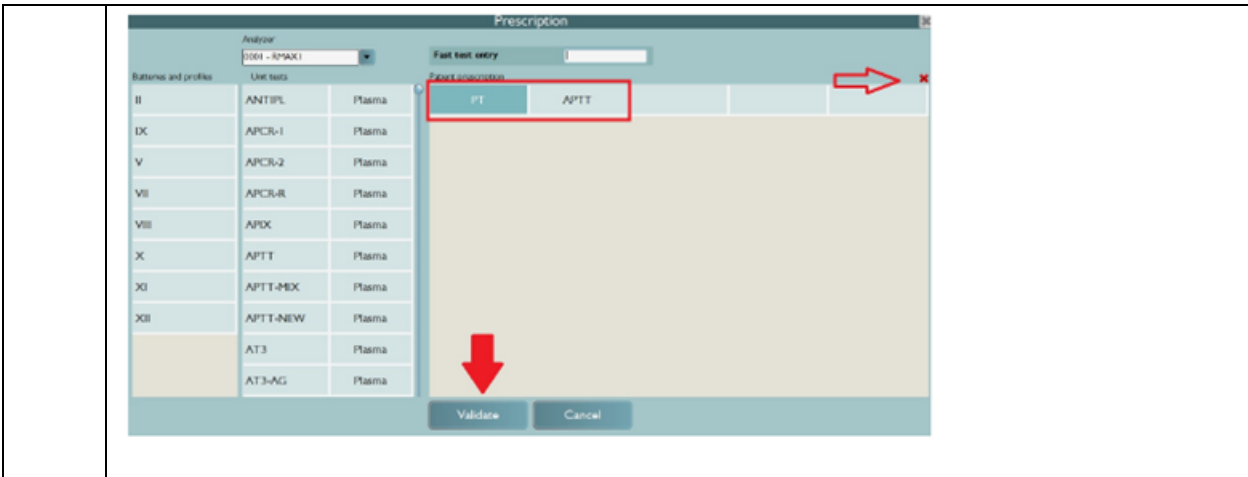 Prescription
Analyzer
0001 - RMAX1
Fast test entry
Batteries and profiles Unit tests Patient prescription
II ANTIPL Plasma PT APTT
IX APCR-1 Plasma
V APCR-2 Plasma
VII APCR-R Plasma
VIII APIX Plasma
X APTT Plasma
XI APTT-MIX Plasma
XII APTT-NEW Plasma
AT3 Plasma
AT3-AG Plasma
Validate Cancel